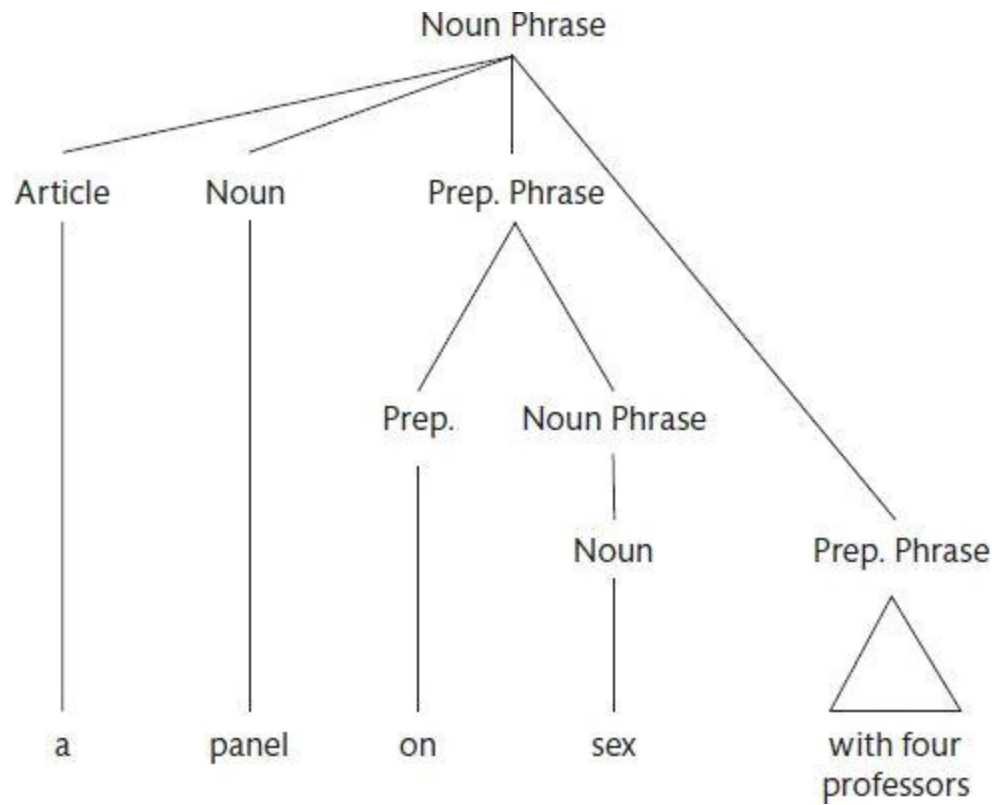 Noun Phrase
Article Noun Prep. Phrase
Prep. Noun Phrase
Noun Prep. Phrase
a panel on sex with four
professors